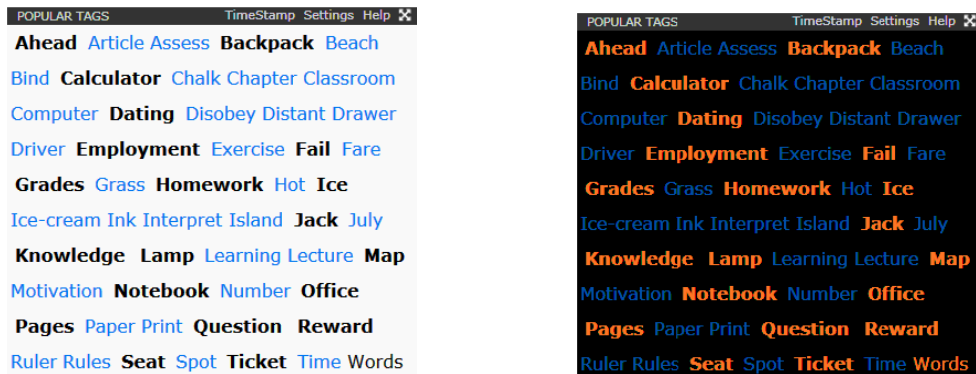 POPULAR TAGS TimeStamp Settings Help
Ahead Article Assess Backpack Beach
Bind Calculator Chalk Chapter Classroom
Computer Dating Disobey Distant Drawer
Driver Employment Exercise Fail Fare
Grades Grass Homework Hot Ice
Ice-cream Ink Interpret Island Jack July
Knowledge Lamp Learning Lecture Map
Motivation Notebook Number Office
Pages Paper Print Question Reward
Ruler Rules Seat Spot Ticket Time Words
POPULAR TAGS TimeStamp Settings Help
Ahead Article Assess Backpack Beach
Bind Calculator Chalk Chapter Classroom
Computer Dating Disobey Distant Drawer
Driver Employment Exercise Fail Fare
Grades Grass Homework Hot Ice
Ice-cream Ink Interpret Island Jack July
Knowledge Lamp Learning Lecture Map
Motivation Notebook Number Office
Pages Paper Print Question Reward
Ruler Rules Seat Spot Ticket Time Words